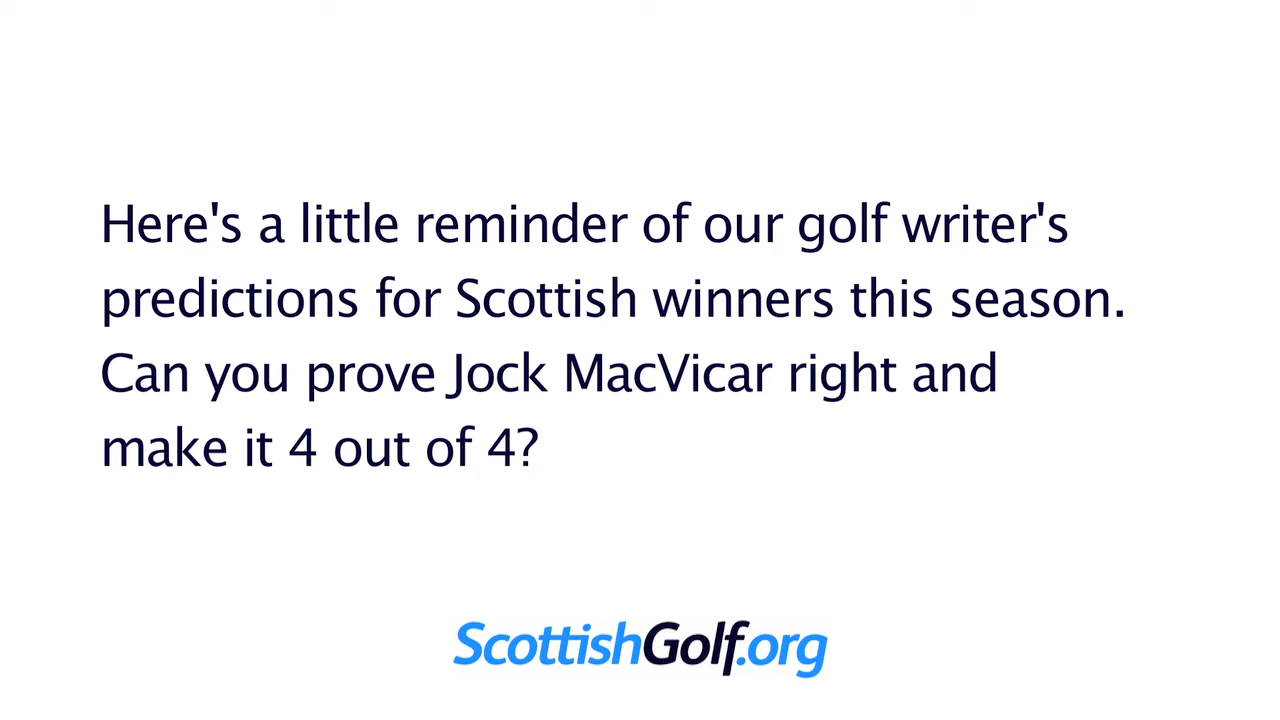 Here's a little reminder of our golf writer's
predictions for Scottish winners this season.
Can you prove Jock MacVicar right and
make it 4 out of 4?
ScottishGolf.org